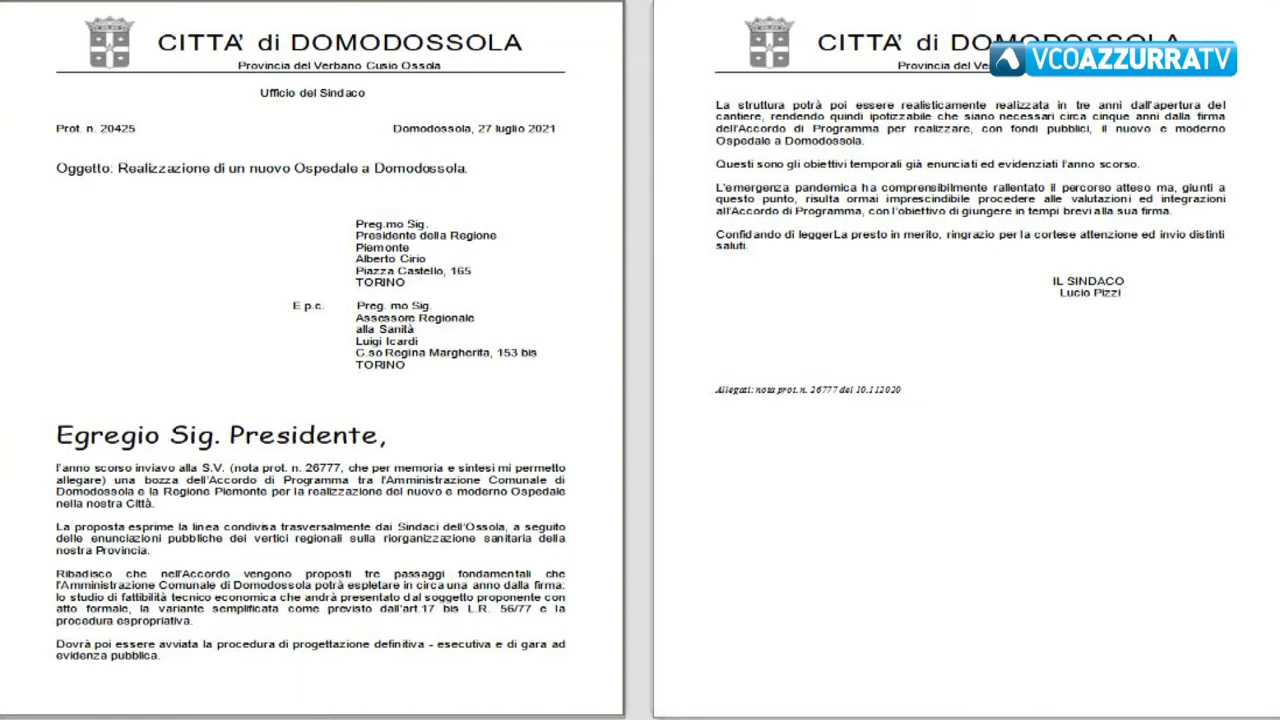 CITTA' di DOMODOSSOLA
Provincia del Verbano Cusio Ossola
Ufficio del Sindaco
Prot. n. 20425
Domodossola, 27 luglio 2021
Oggetto: Realizzazione di un nuovo Ospedale a Domodossola.
Preg.mo Sig.
Presidente della Regione
Piemonte
Alberto Cirio
Piazza Castello, 165
TORINO
E p.c. Preg. mo Sig.
Assessore Regionale
alla Sanità
Luigi Icardi
C.so Regina Margherita, 153 bis
TORINO
Egregio Sig. Presidente,
l'anno scorso inviavo alla S.V. (nota prot. n. 26777, che per memoria e sintesi mi permetto
allegare) una bozza dell'Accordo di Programma tra l'Amministrazione Comunale di
Domodossola e la Regione Piemonte per la realizzazione del nuovo e moderno Ospedale
nella nostra Città.
La proposta esprime la linea condivisa trasversalmente dai Sindaci dell'Ossola, a seguito
delle enunciazioni pubbliche dei vertici regionali sulla riorganizzazione sanitaria della
nostra Provincia.
Ribadisco che nell'Accordo vengono proposti tre passaggi fondamentali che
l'Amministrazione Comunale di Domodossola potrà espletare in circa una anno dalla firma:
lo studio di fattibilità tecnico economica che andrà presentato dal soggetto proponente con
atto formale, la variante semplificata come previsto dall'art.17 bis L.R. 56/77 e la
procedura espropriativa.
Dovrà poi essere avviata la procedura di progettazione definitiva - esecutiva e di gara ad
evidenza pubblica.
CITTA' di DOMODOSSOLA
Provincia del Ve
VCOAZZURRATV
La struttura potrà poi essere realisticamente realizzata in tre anni dall'apertura del
cantiere, rendendo quindi ipotizzabile che siano necessari circa cinque anni dalla firma
dell'Accordo di Programma per realizzare, con fondi pubblici, il nuovo e moderno
Ospedale a Domodossola.
Questi sono gli obiettivi temporali già enunciati ed evidenziati l'anno scorso.
L'emergenza pandemica ha comprensibilmente rallentato il percorso atteso ma, giunti a
questo punto, risulta ormai imprescindibile procedere alle valutazioni ed integrazioni
all'Accordo di Programma, con l'obiettivo di giungere in tempi brevi alla sua firma.
Confidando di leggerLa presto in merito, ringrazio per la cortese attenzione ed invio distinti
saluti.
IL SINDACO
Lucio Pizzi
Allegati: nota prot. n. 26777 del 10.112020